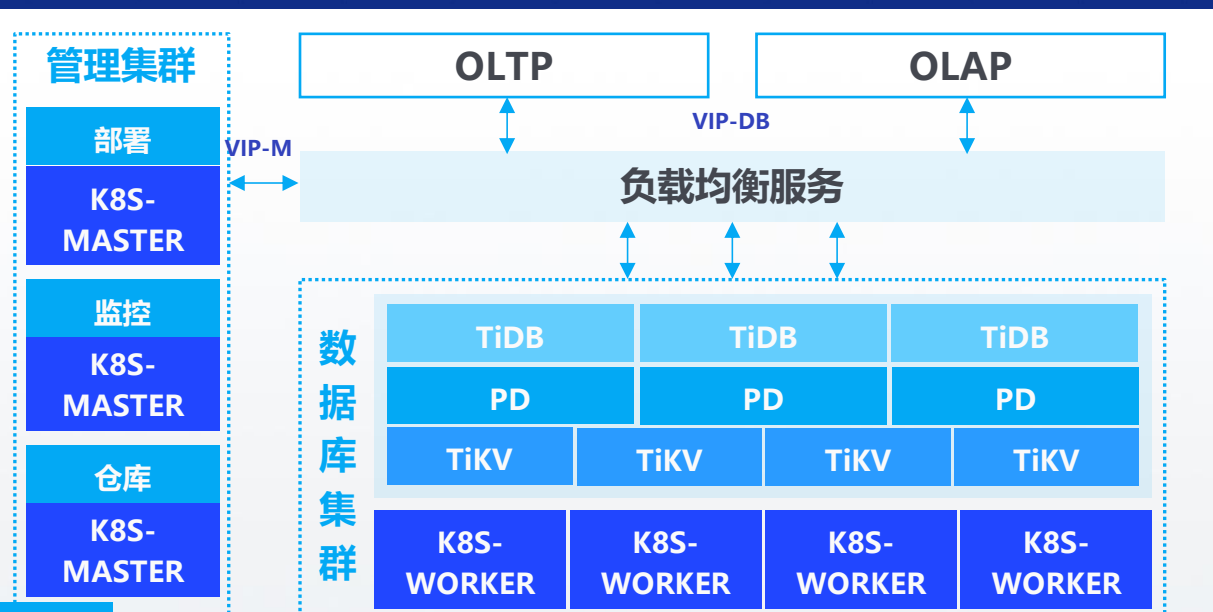 管理集群
部署
K8S-
MASTER
监控
K8S-
MASTER
仓库
K8S-
MASTER
VIP-M
OLTP
OLAP
VIP-DB
负载均衡服务
数据库集群
TiDB
TiDB
TiDB
PD
PD
PD
TiKV
TiKV
TiKV
TiKV
K8S-
WORKER
K8S-
WORKER
K8S-
WORKER
K8S-
WORKER